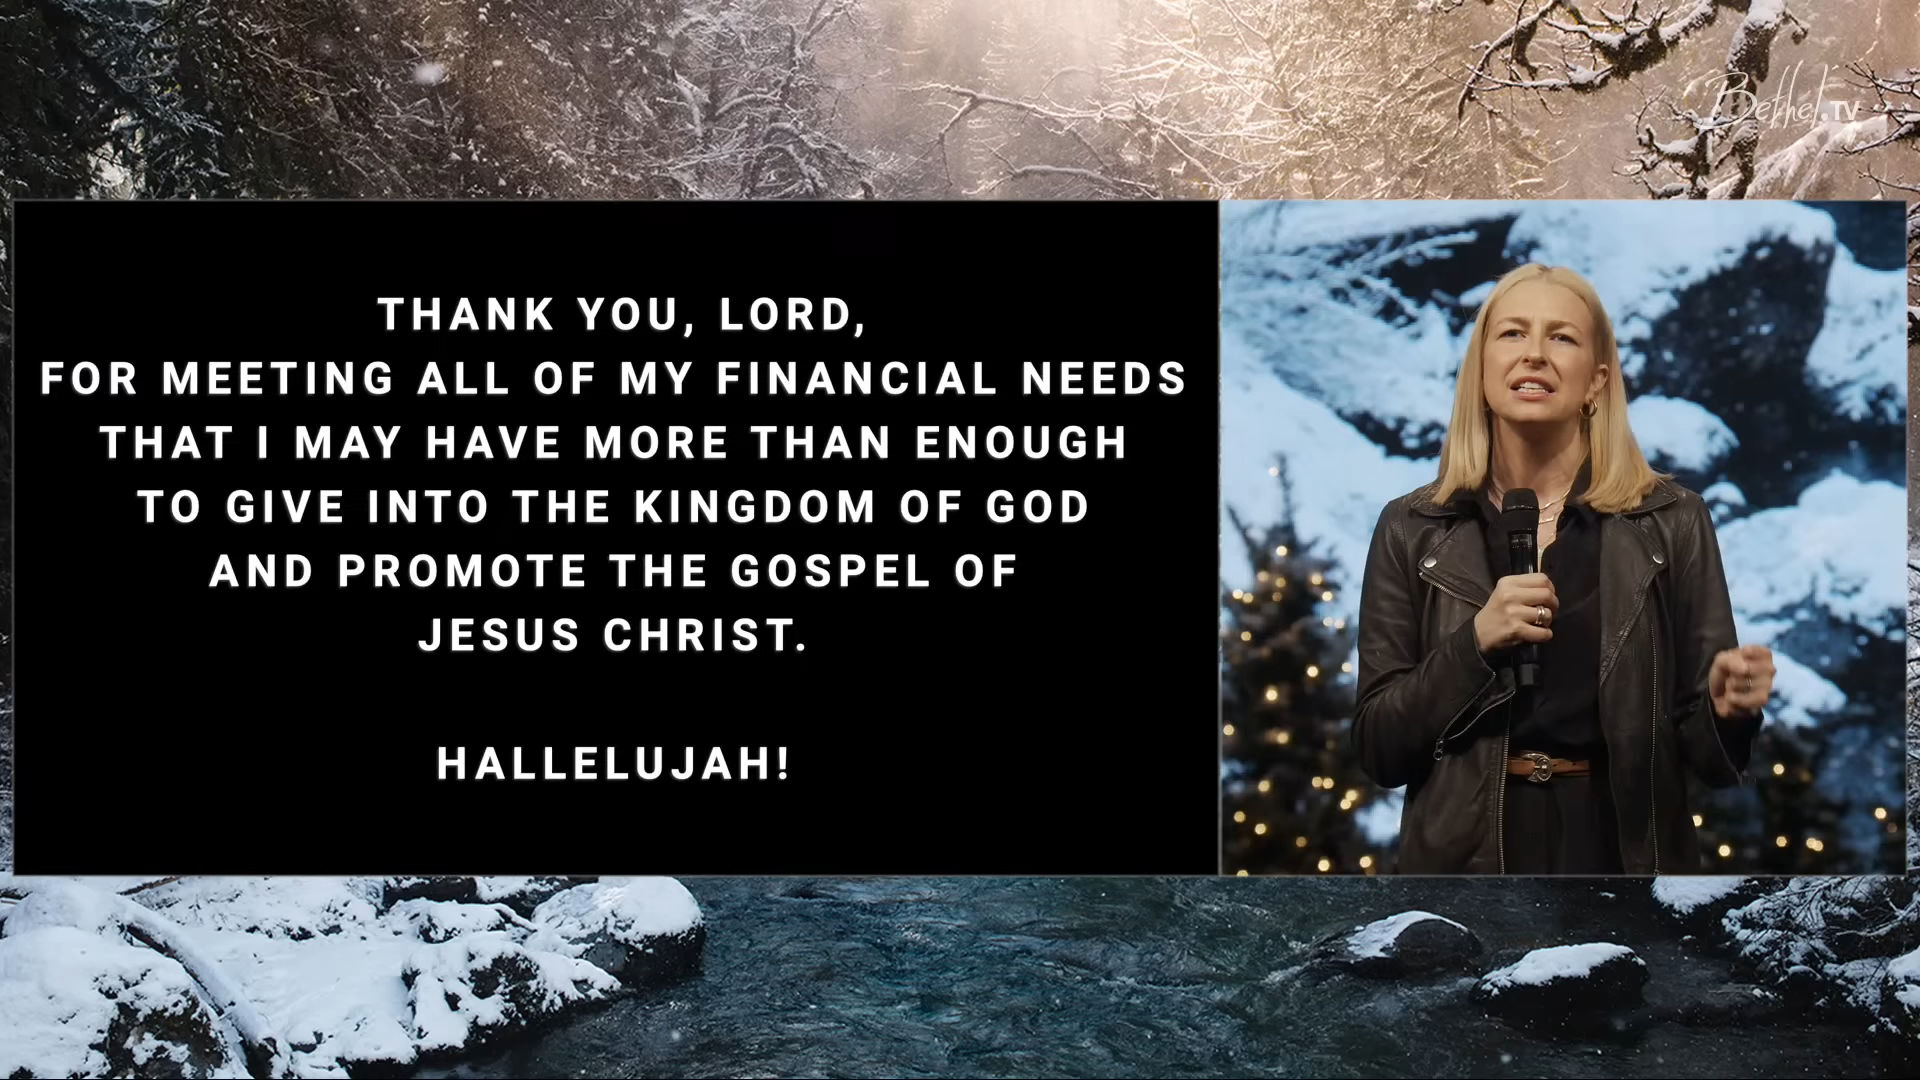 Bethel.TV
THANK YOU, LORD,
FOR MEETING ALL OF MY FINANCIAL NEEDS
THAT I MAY HAVE MORE THAN ENOUGH
TO GIVE INTO THE KINGDOM OF GOD
AND PROMOTE THE GOSPEL OF
JESUS CHRIST.
HALLELUJAH!